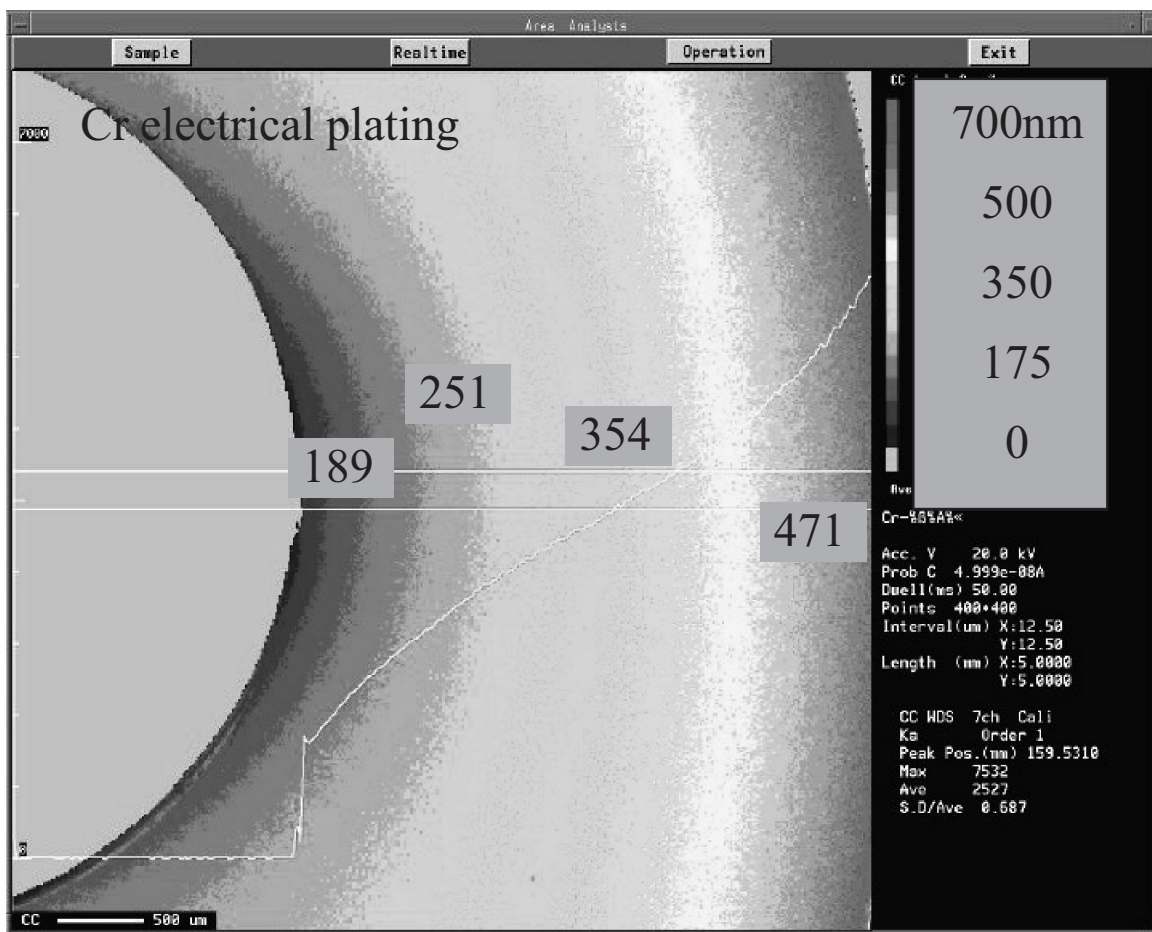 Area Analysis
Sample Realtime Operation Exit
CC
7000
Cr electrical plating
700nm
500
350
175
0
251
354
189
471
Ave
Cr-%G%A%«
Acc. V 20.0 kV
Prob C 4.999e-08A
Dwell(ms) 50.00
Points 400*400
Interval(um) X:12.50
Y:12.50
Length (mm) X:5.0000
Y:5.0000
CC WDS 7ch Cali
Ka Order 1
Peak Pos.(mm) 159.5310
Max 7532
Ave 2527
S.D/Ave 0.687
0
CC 500 um